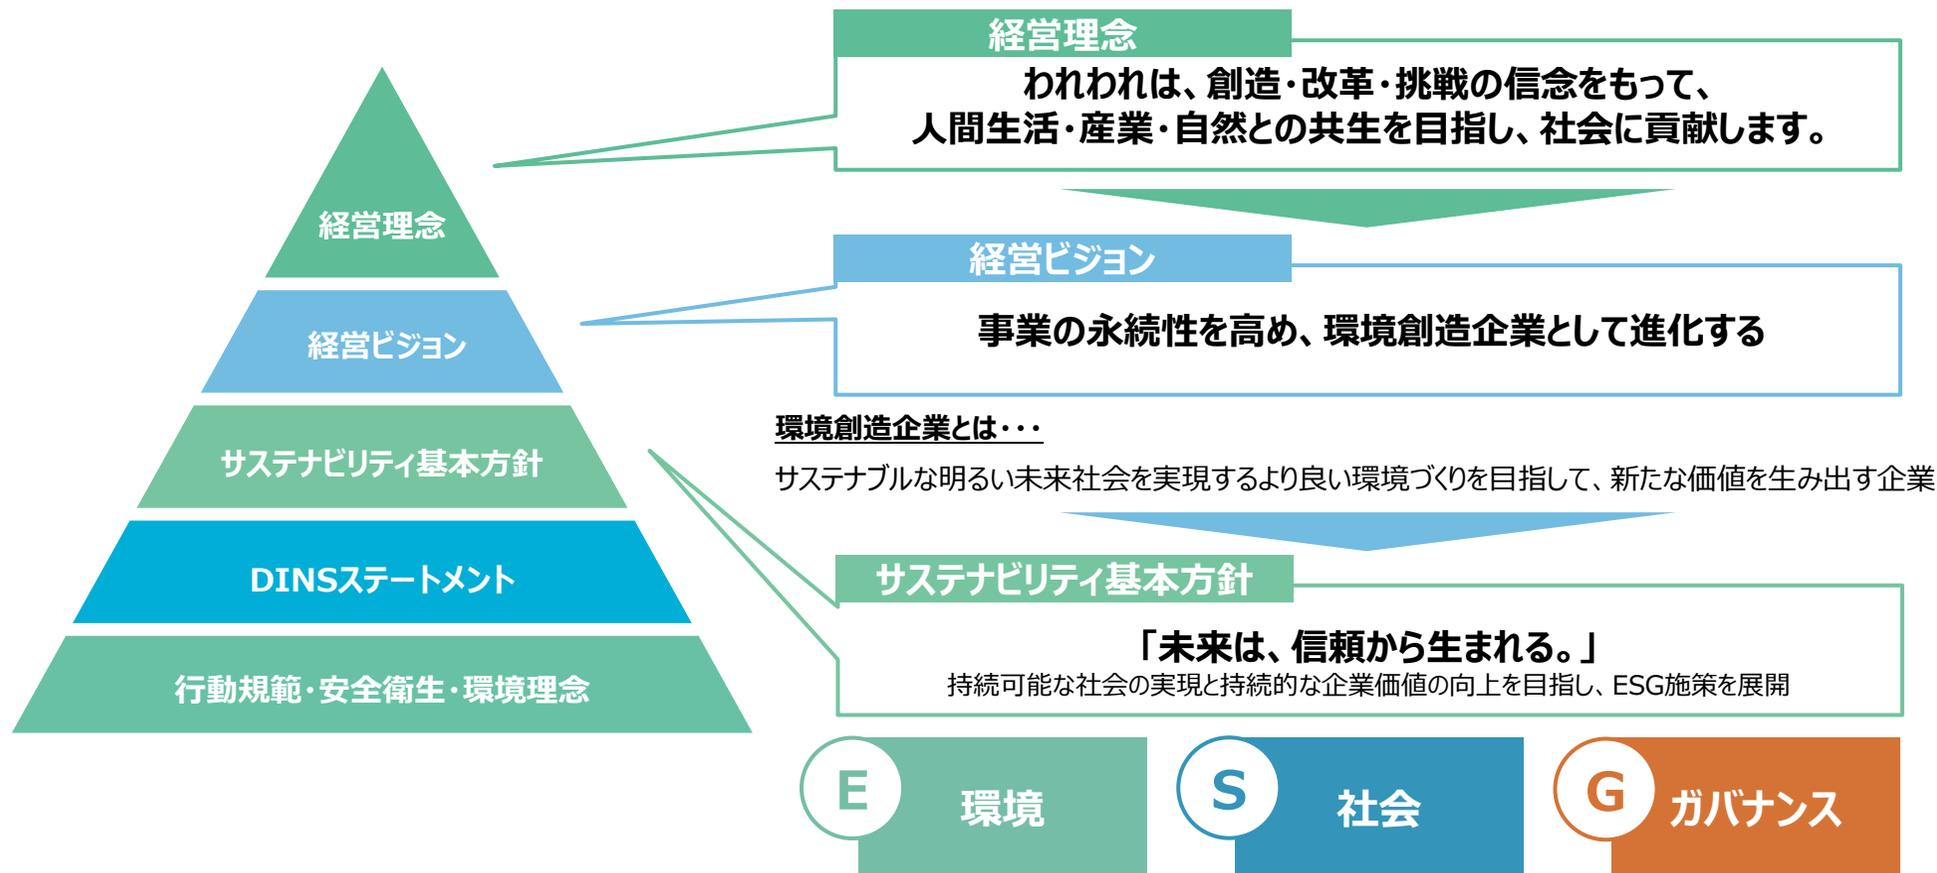 経営理念
経営ビジョン
サステナビリティ基本方針
DINSステートメント
行動規範・安全衛生・環境理念
経営理念
われわれは、創造・改革・挑戦の信念をもって、
人間生活・産業・自然との共生を目指し、社会に貢献します。
経営ビジョン
事業の永続性を高め、環境創造企業として進化する
環境創造企業とは・・・
サステナブルな明るい未来社会を実現するより良い環境づくりを目指して、新たな価値を生み出す企業
サステナビリティ基本方針
「未来は、信頼から生まれる。」
持続可能な社会の実現と持続的な企業価値の向上を目指し、ESG施策を展開
E 環境
S 社会
G ガバナンス